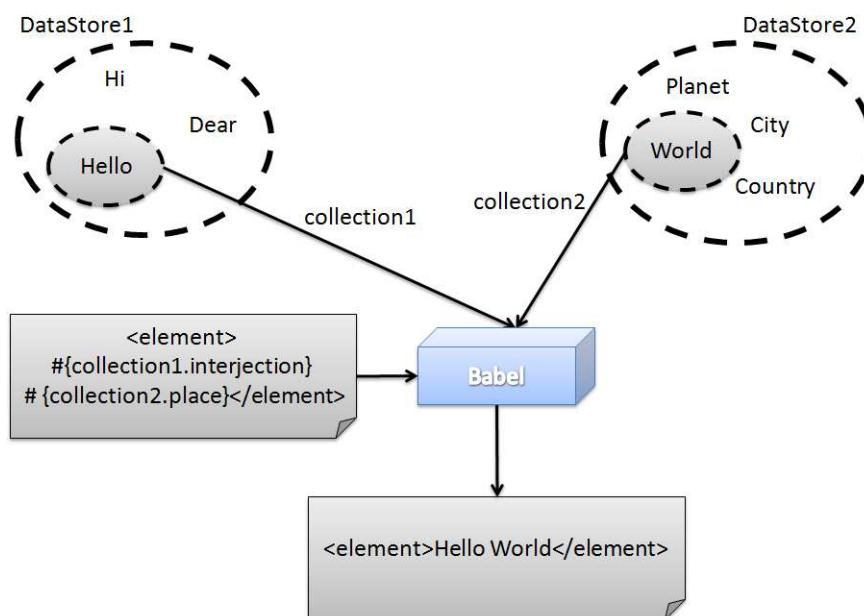 DataStore1
DataStore2
Hi
Planet
Dear
City
Hello
World
Country
collection1
collection2
<element>
#{collection1.interjection}
# {collection2.place}</element>
Babel
<element>Hello World</element>